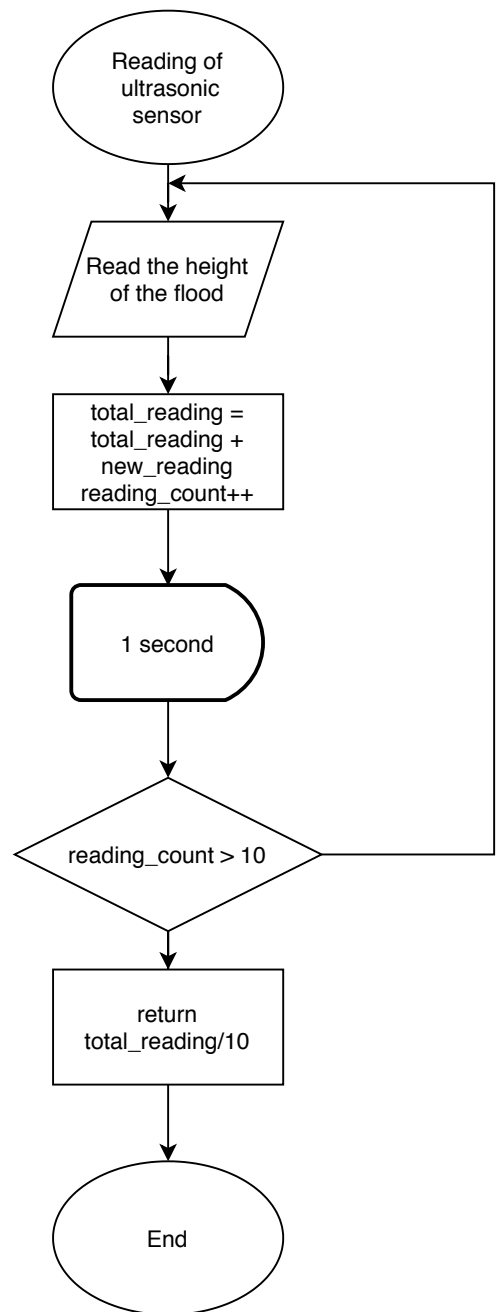 Reading of
ultrasonic
sensor
Read the height
of the flood
total_reading =
total_reading +
new_reading
reading_count++
1 second
reading_count > 10
return
total_reading/10
End